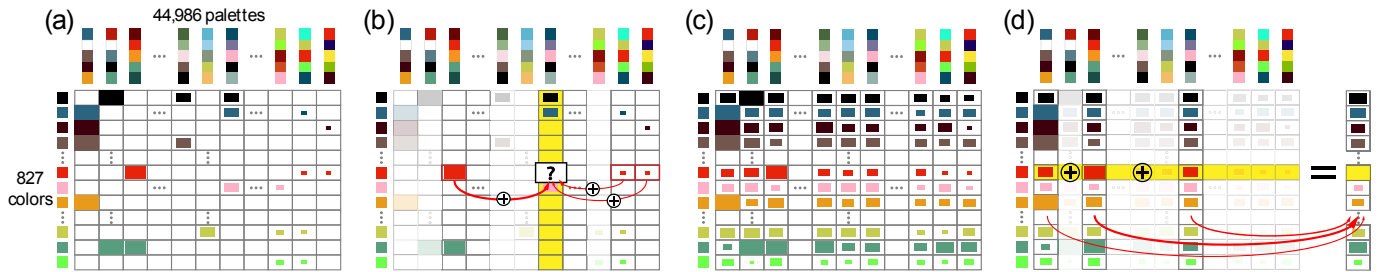 (a)
44,986 palettes
(b)
(c)
(d)
827
colors
?
+
+
+
+
+
=